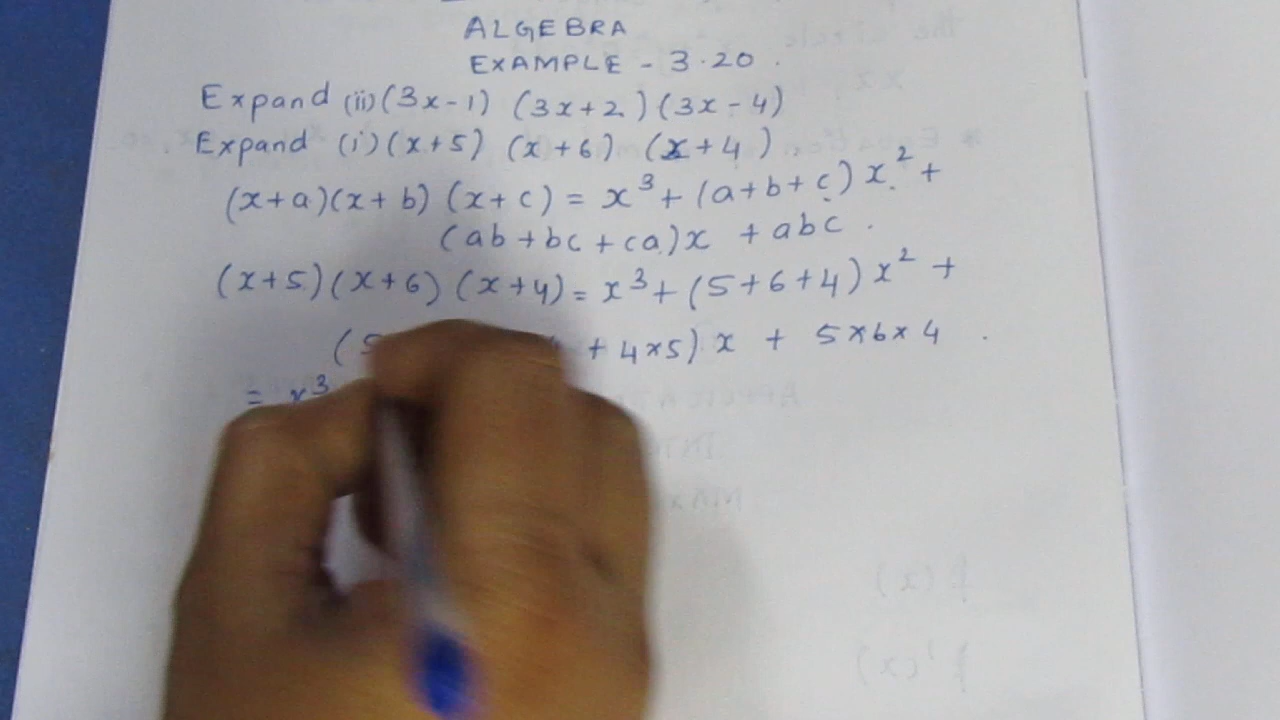 ALGEBRA
EXAMPLE - 3.20.
Expand (ii) (3x-1) (3x+2) (3x-4)
Expand (i) (x+5) (x+6) (x+4)
(x+a)(x+b) (x+c) = x³ + (a+b+c) x² +
(ab+bc+ca)x + abc.
(x+5)(x+6) (x+4) = x³ + (5+6+4) x² +
(5 + 4×5) x + 5×6×4.
= x³